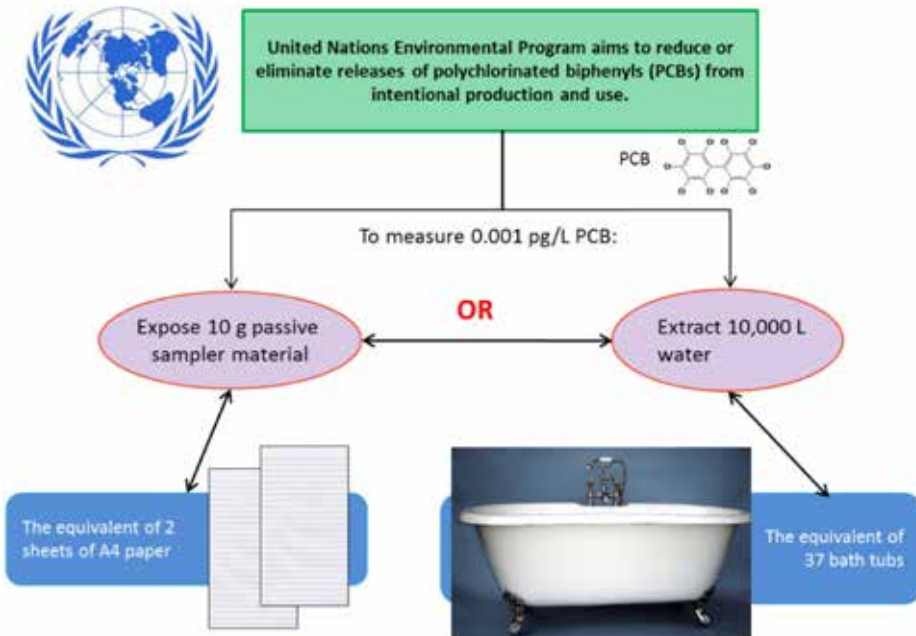 United Nations Environmental Program aims to reduce or
eliminate releases of polychlorinated biphenyls (PCBs) from
intentional production and use.
PCB
To measure 0.001 pg/L PCB:
Expose 10 g passive
sampler material
OR
Extract 10,000 L
water
The equivalent of 2
sheets of A4 paper
The equivalent of
37 bath tubs